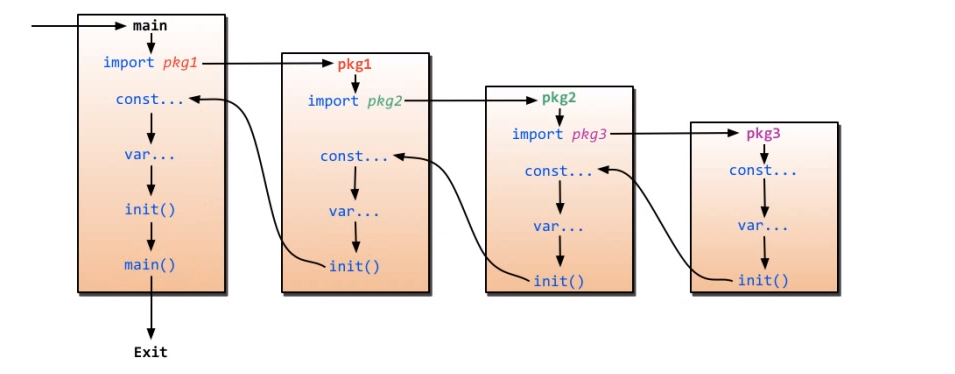 main
import pkg1
const...
var...
init()
main()
Exit
pkg1
import pkg2
const...
var...
init()
pkg2
import pkg3
const...
var...
init()
pkg3
const...
var...
init()